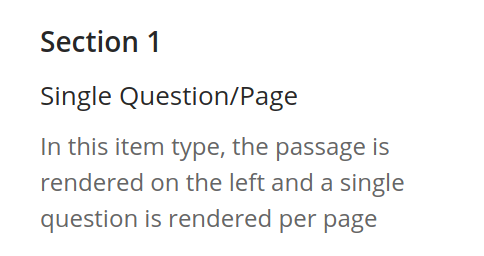 Section 1
Single Question/Page
In this item type, the passage is
rendered on the left and a single
question is rendered per page